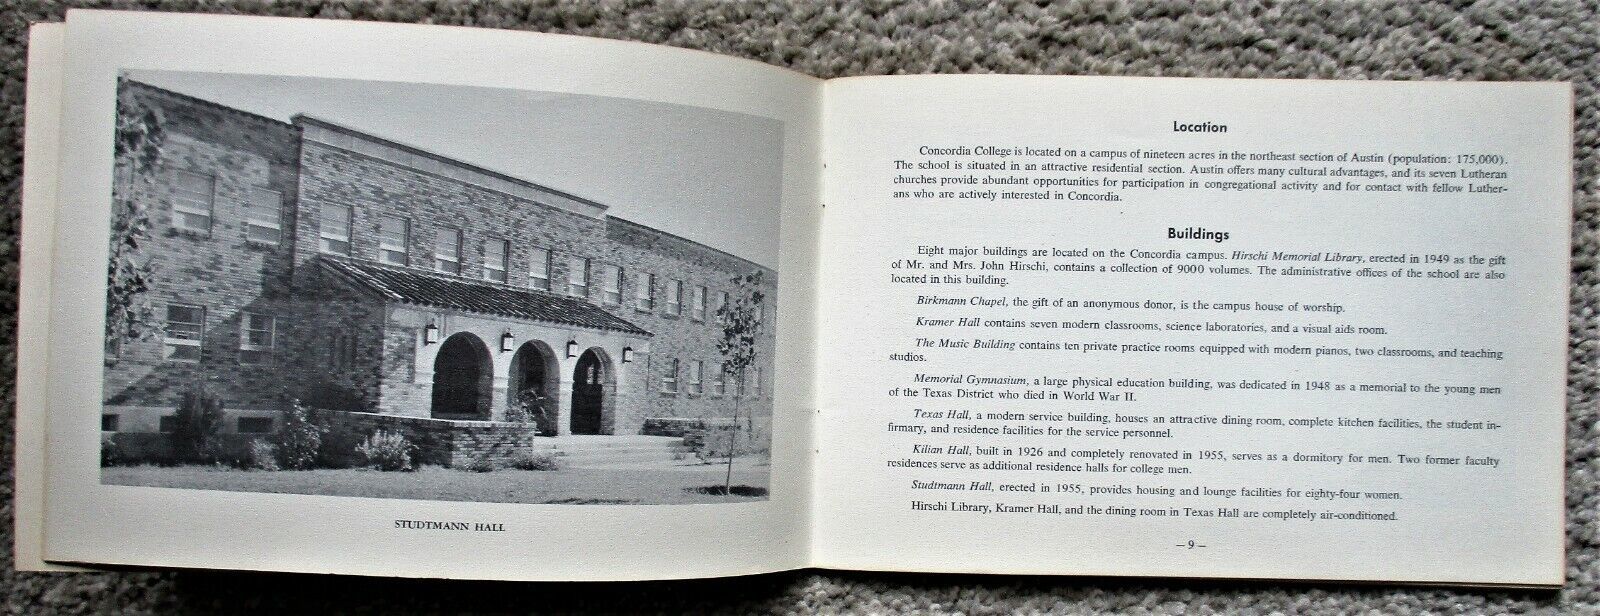 STUDTMANN HALL
Location
Concordia College is located on a campus of nineteen acres in the northeast section of Austin (population: 175,000).
The school is situated in an attractive residential section. Austin offers many cultural advantages, and its seven Lutheran
churches provide abundant opportunities for participation in congregational activity and for contact with fellow Luther-
ans who are actively interested in Concordia.
Buildings
Eight major buildings are located on the Concordia campus. Hirschi Memorial Library, erected in 1949 as the gift
of Mr. and Mrs. John Hirschi, contains a collection of 9000 volumes. The administrative offices of the school are also
located in this building.
Birkmann Chapel, the gift of an anonymous donor, is the campus house of worship.
Kramer Hall contains seven modern classrooms, science laboratories, and a visual aids room.
The Music Building contains ten private practice rooms equipped with modern pianos, two classrooms, and teaching
studios.
Memorial Gymnasium, a large physical education building, was dedicated in 1948 as a memorial to the young men
of the Texas District who died in World War II.
Texas Hall, a modern service building, houses an attractive dining room, complete kitchen facilities, the student in-
firmary, and residence facilities for the service personnel.
Kilian Hall, built in 1926 and completely renovated in 1955, serves as a dormitory for men. Two former faculty
residences serve as additional residence halls for college men.
Studtmann Hall, erected in 1955, provides housing and lounge facilities for eighty-four women.
Hirschi Library, Kramer Hall, and the dining room in Texas Hall are completely air-conditioned.
— 9 —